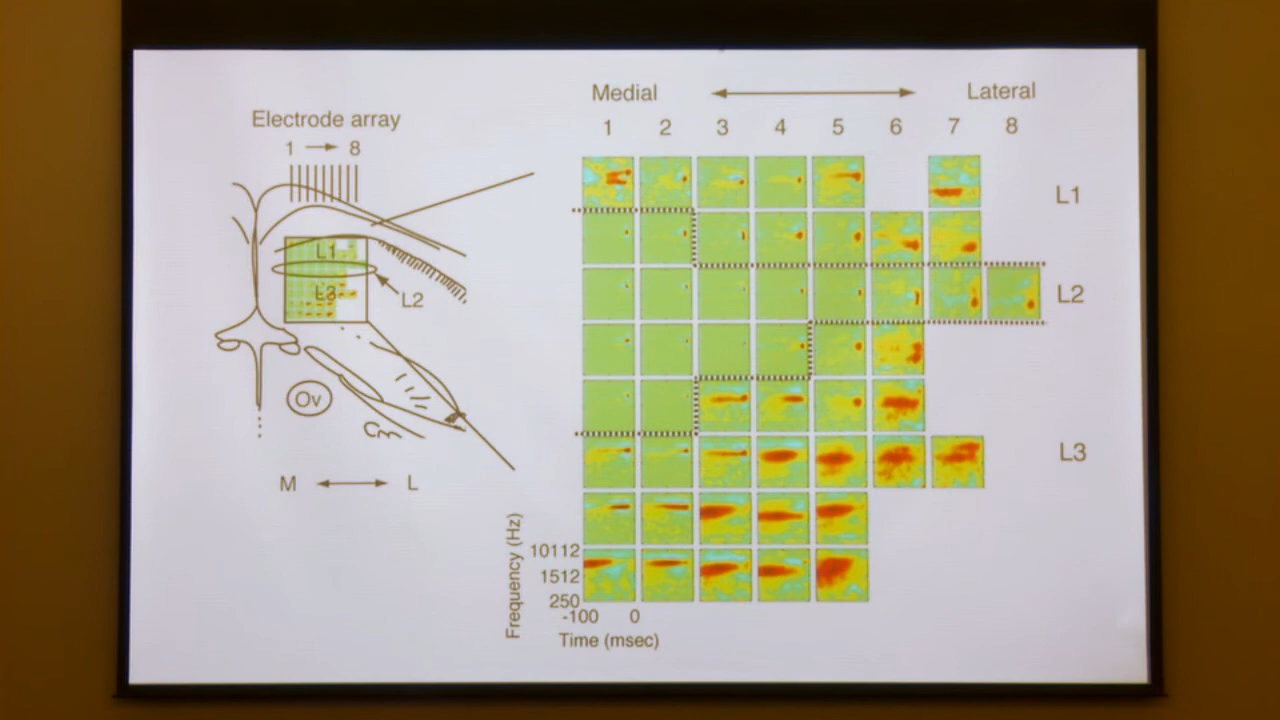 Electrode array
1 → 8
L1
L3
L2
Ov
M ↔ L
Medial ↔ Lateral
1 2 3 4 5 6 7 8
L1
L2
L3
Frequency (Hz)
10112
1512
250
-100 0
Time (msec)